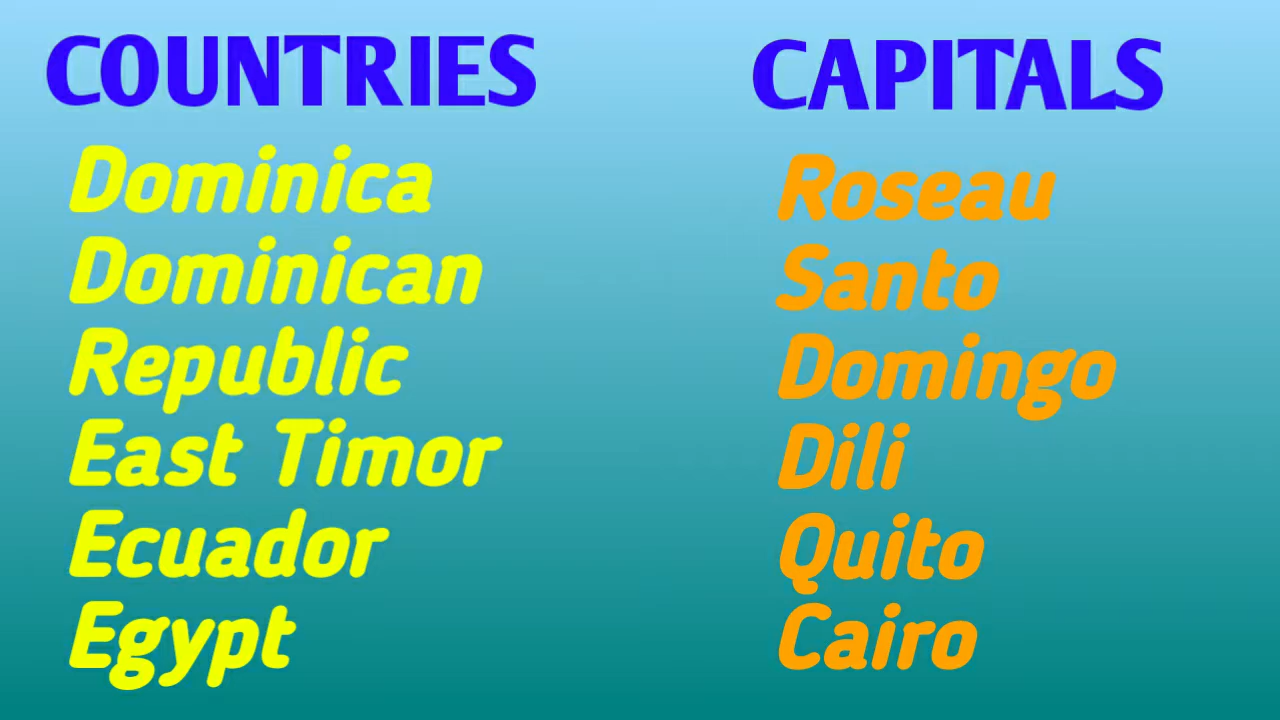 COUNTRIES
CAPITALS
Dominica
Dominican
Republic
East Timor
Ecuador
Egypt
Roseau
Santo
Domingo
Dili
Quito
Cairo